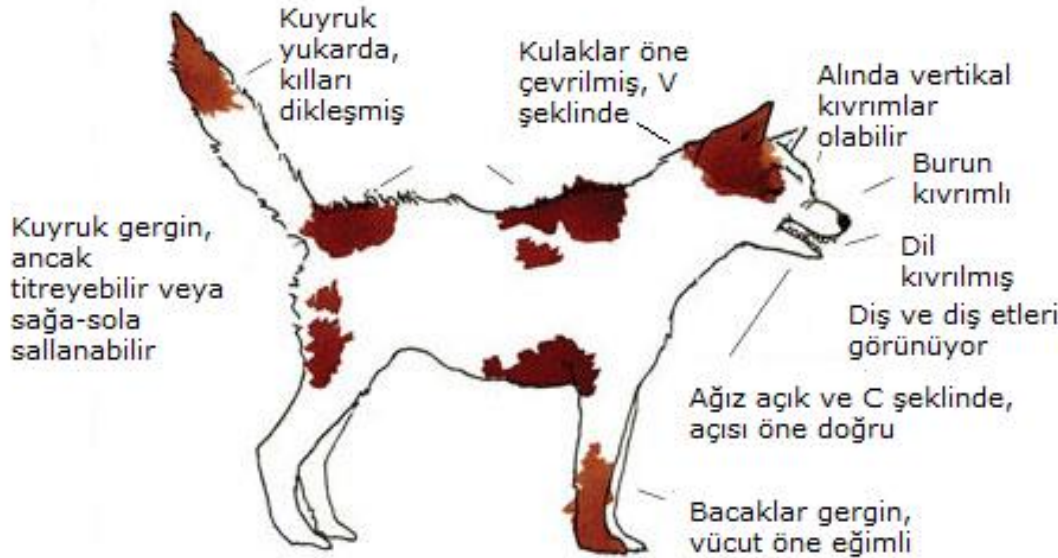 Kuyruk
yukarda,
kılları
dikleşmiş
Kulaklar öne
çevrilmiş, V
şeklinde
Alında vertikal
kıvrımlar
olabilir
Burun
kıvrımlı
Kuyruk gergin,
ancak
titreyebilir veya
sağa-sola
sallanabilir
Dil
kıvrılmış
Diş ve diş etleri
görünüyor
Ağız açık ve C şeklinde,
açısı öne doğru
Bacaklar gergin,
vücut öne eğimli